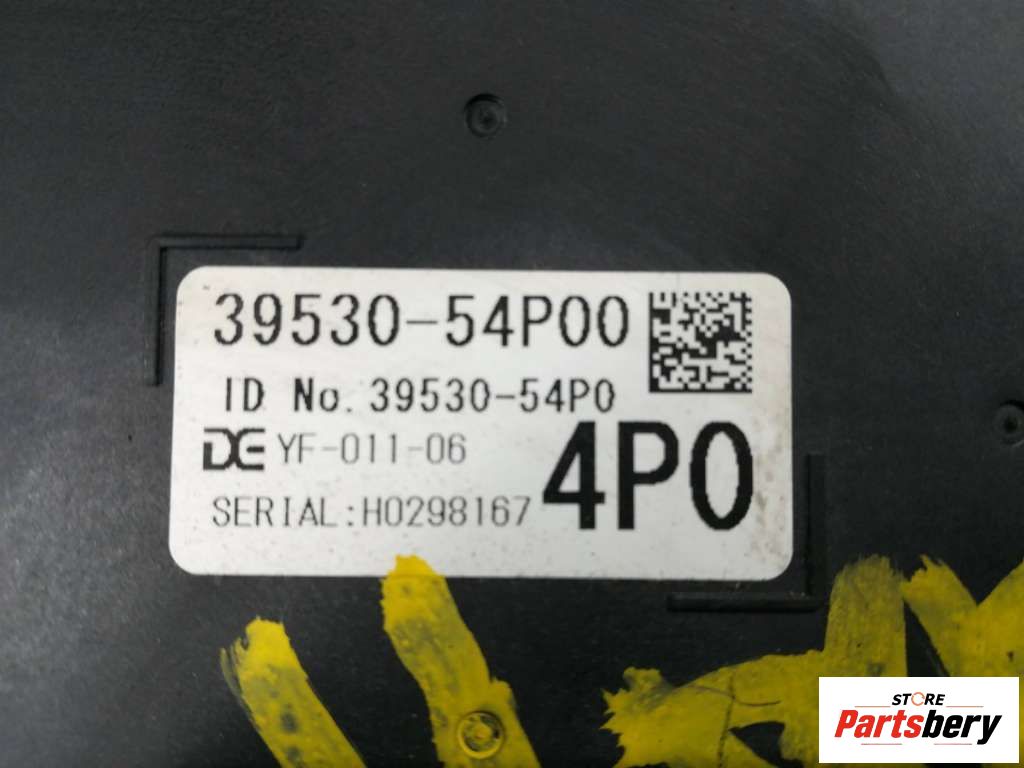 39530-54P00
ID No. 39530-54P0
DE YF-011-06
4P0
SERIAL:H0298167
STORE
Partsbery